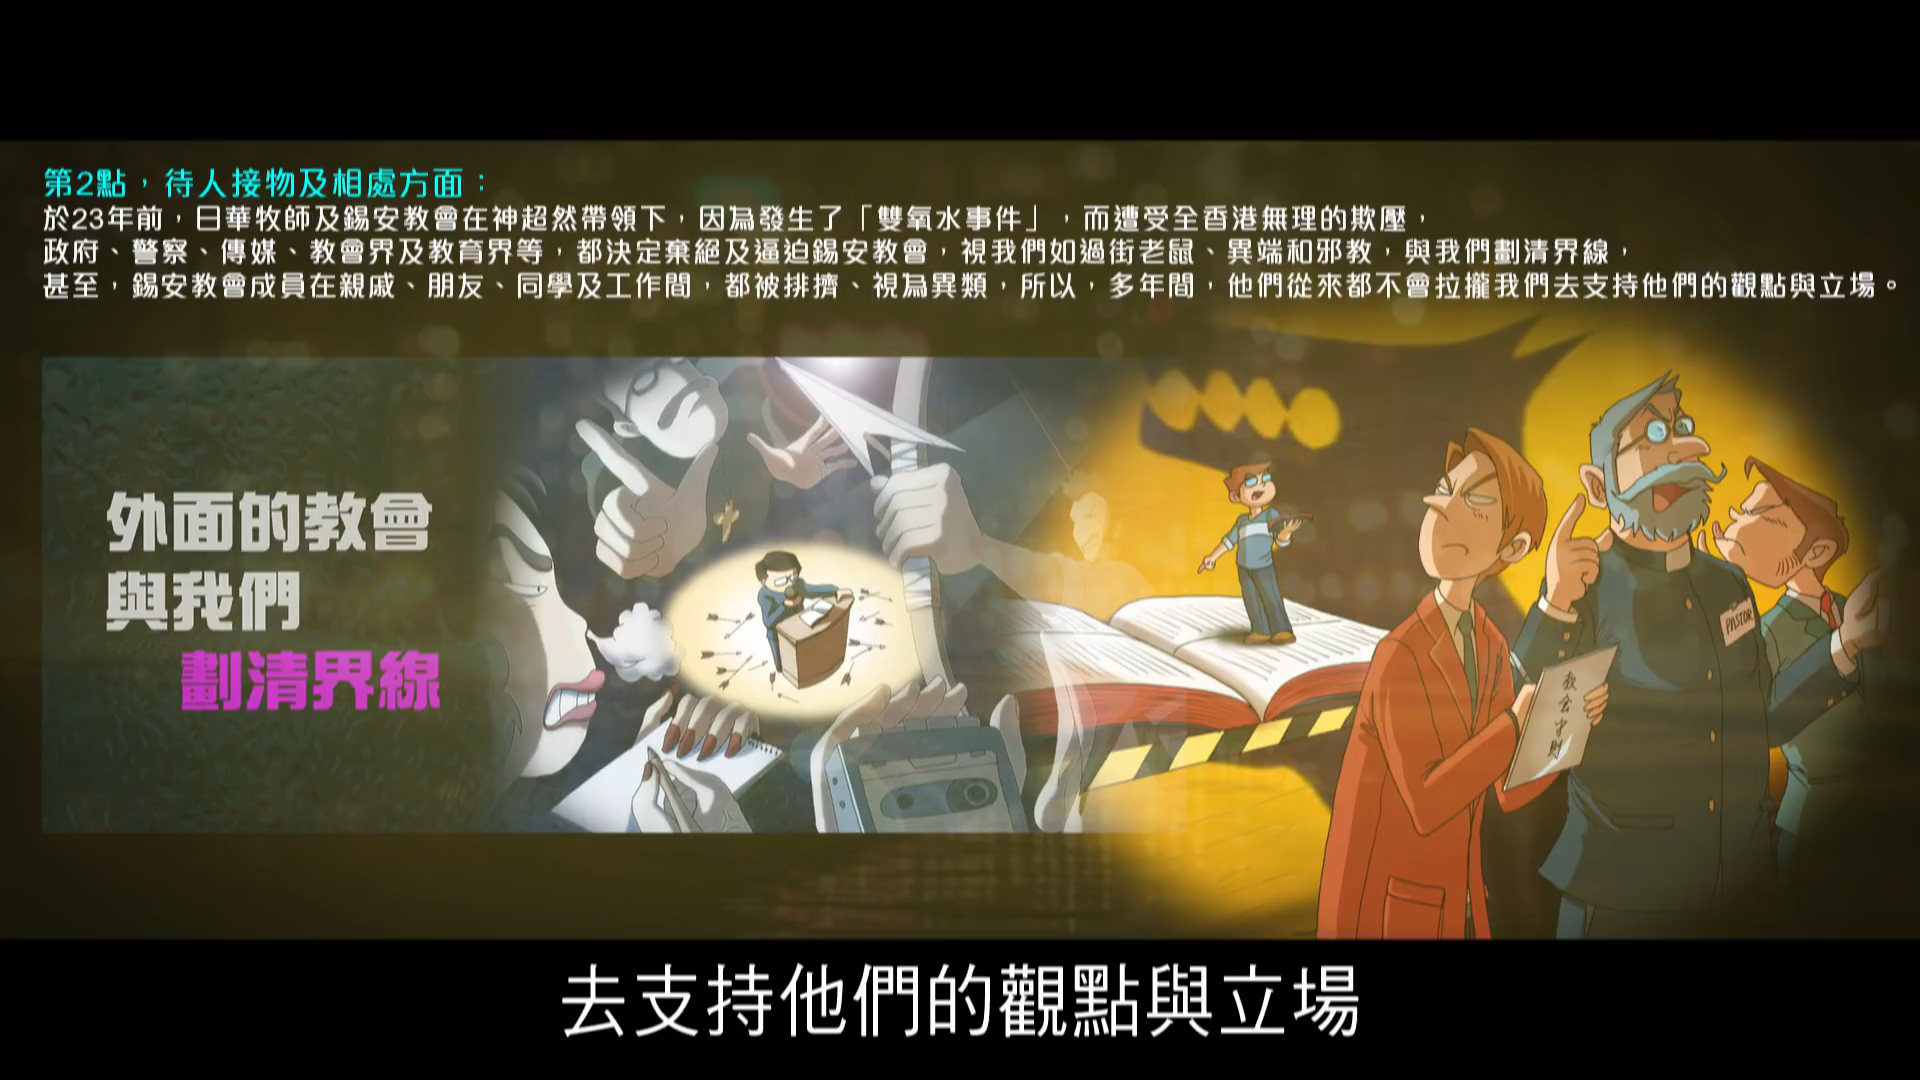 第2點，待人接物及相處方面：
於23年前，日華牧師及錫安教會在神超然帶領下，因為發生了「雙氧水事件」，而遭受全香港無理的欺壓，
政府、警察、傳媒、教會界及教育界等，都決定棄絕及逼迫錫安教會，視我們如過街老鼠、異端和邪教，與我們劃清界線，
甚至，錫安教會成員在親戚、朋友、同學及工作間，都被排擠、視為異類，所以，多年間，他們從來都不會拉攏我們去支持他們的觀點與立場。
外面的教會
與我們
劃清界線
PASTOR
教會守則
去支持他們的觀點與立場